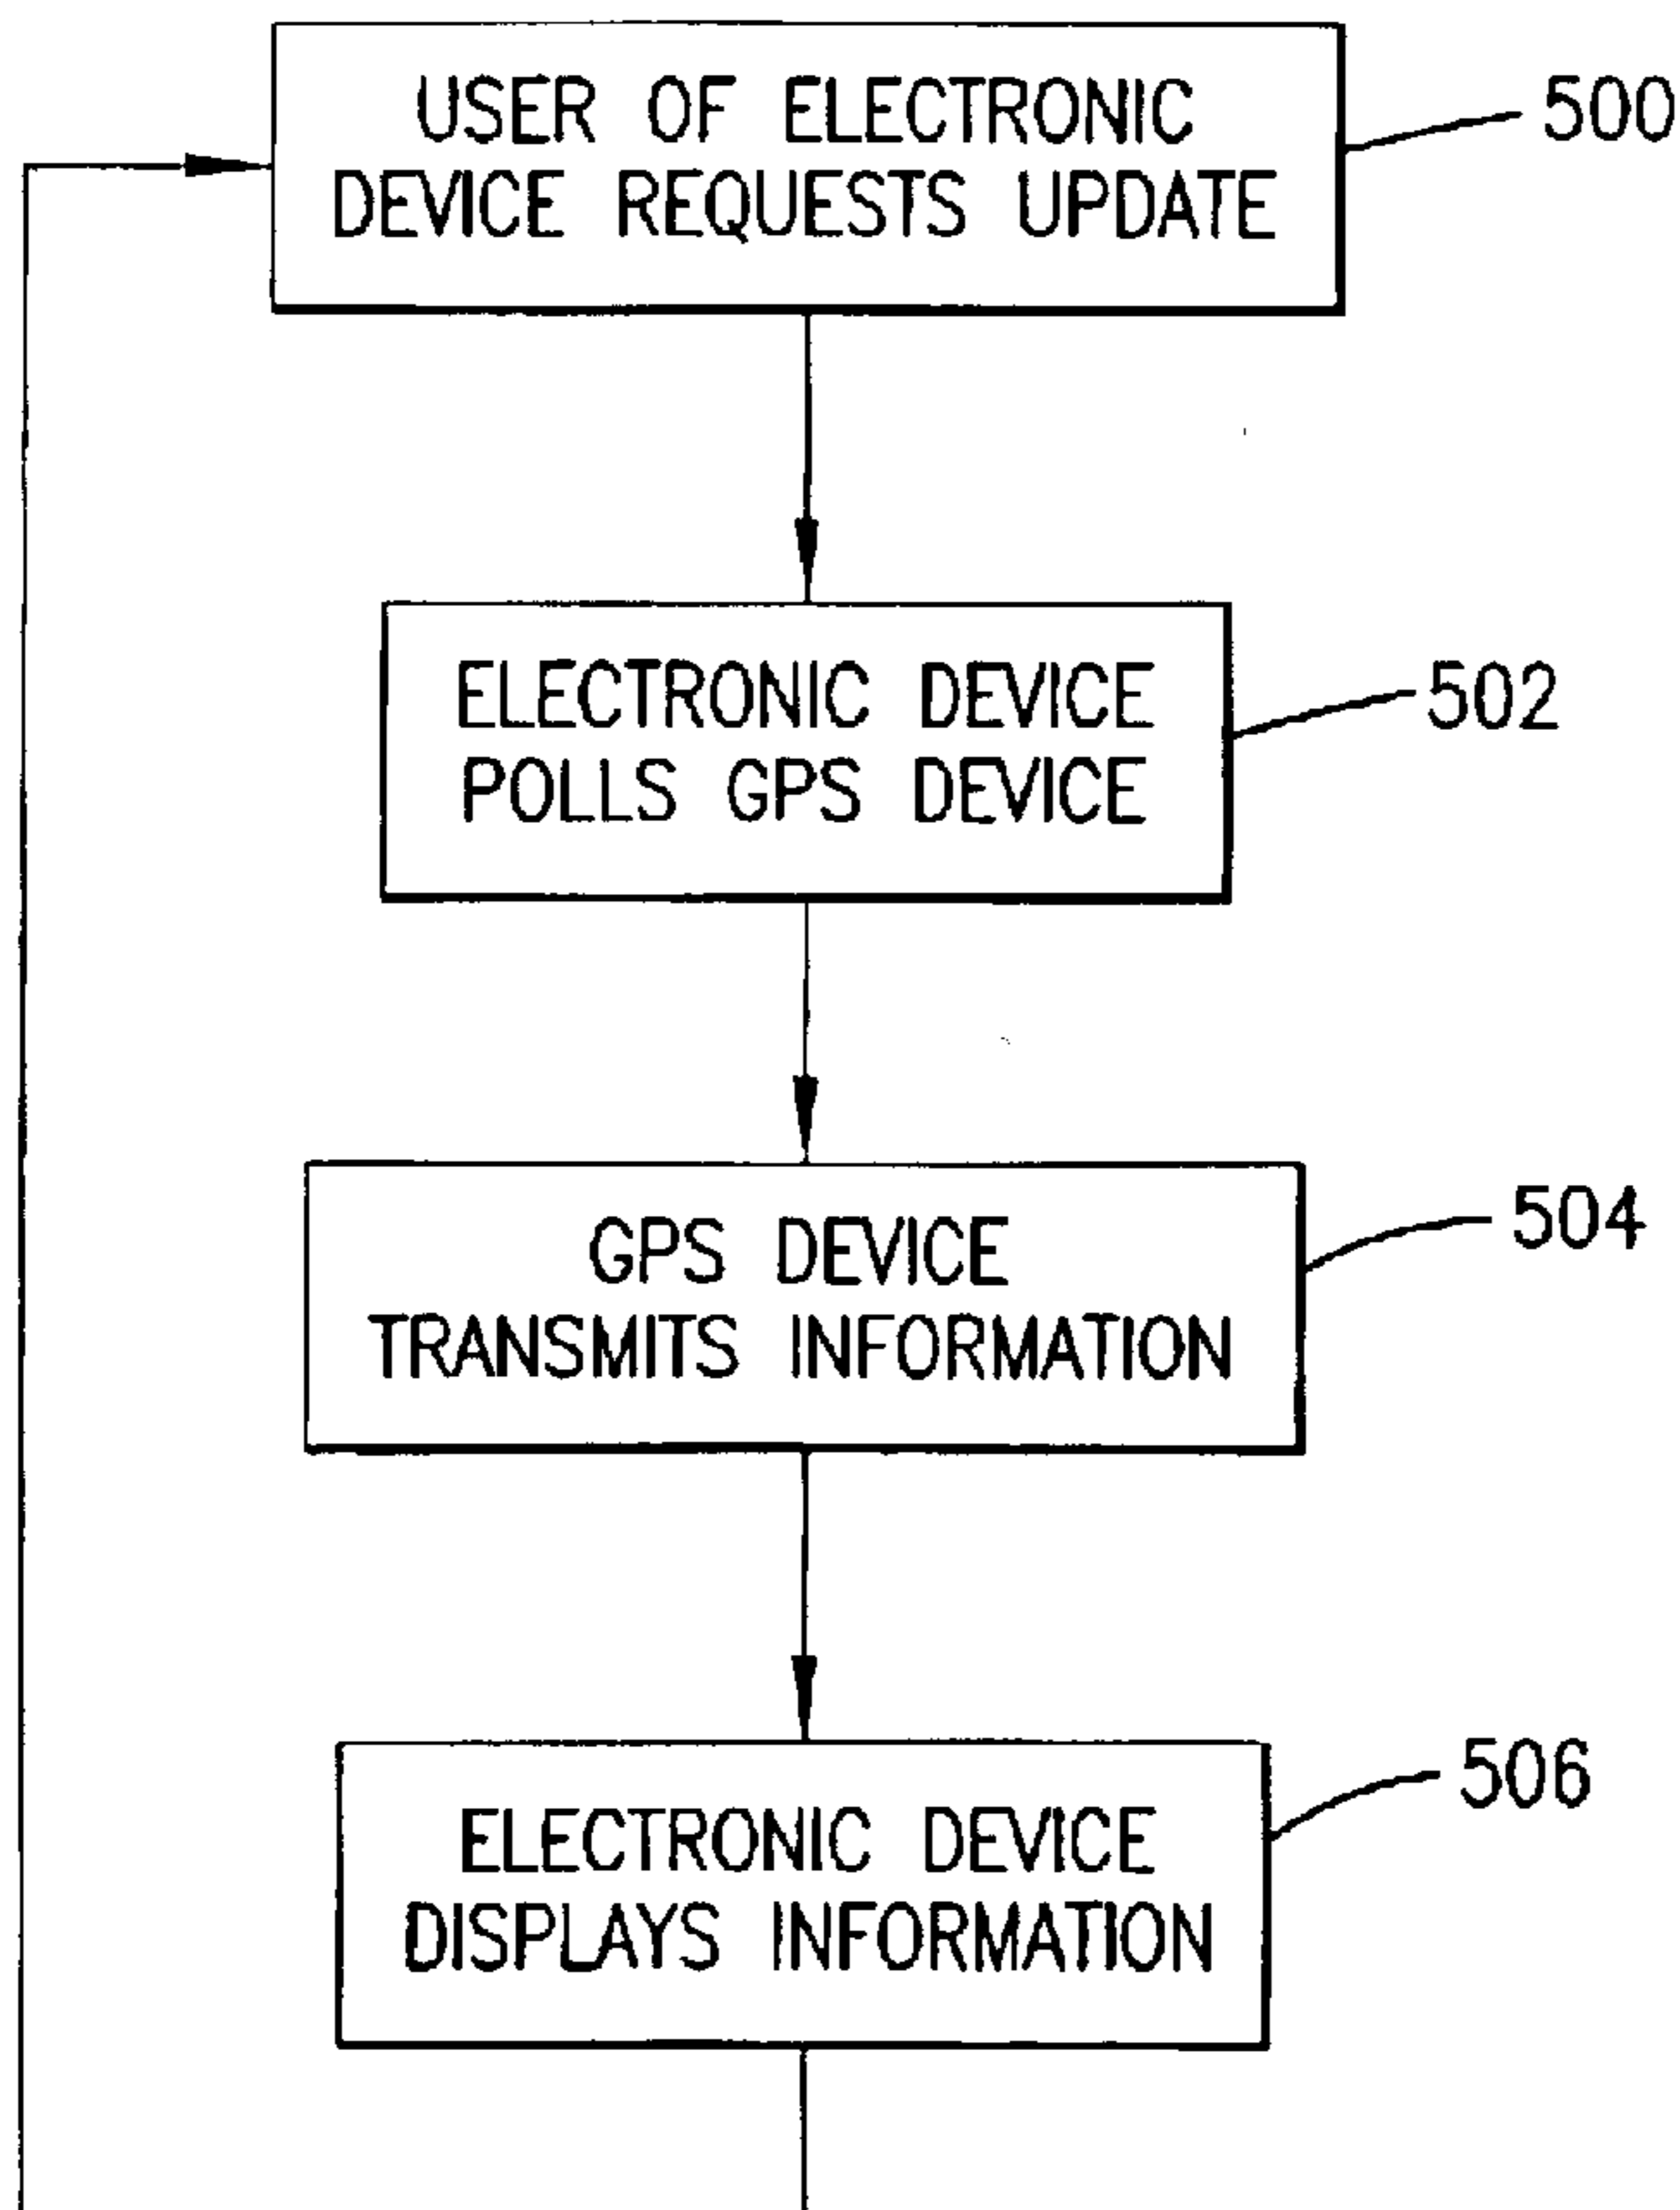 USER OF ELECTRONIC
DEVICE REQUESTS UPDATE
500
ELECTRONIC DEVICE
POLLS GPS DEVICE
502
GPS DEVICE
TRANSMITS INFORMATION
504
ELECTRONIC DEVICE
DISPLAYS INFORMATION
506